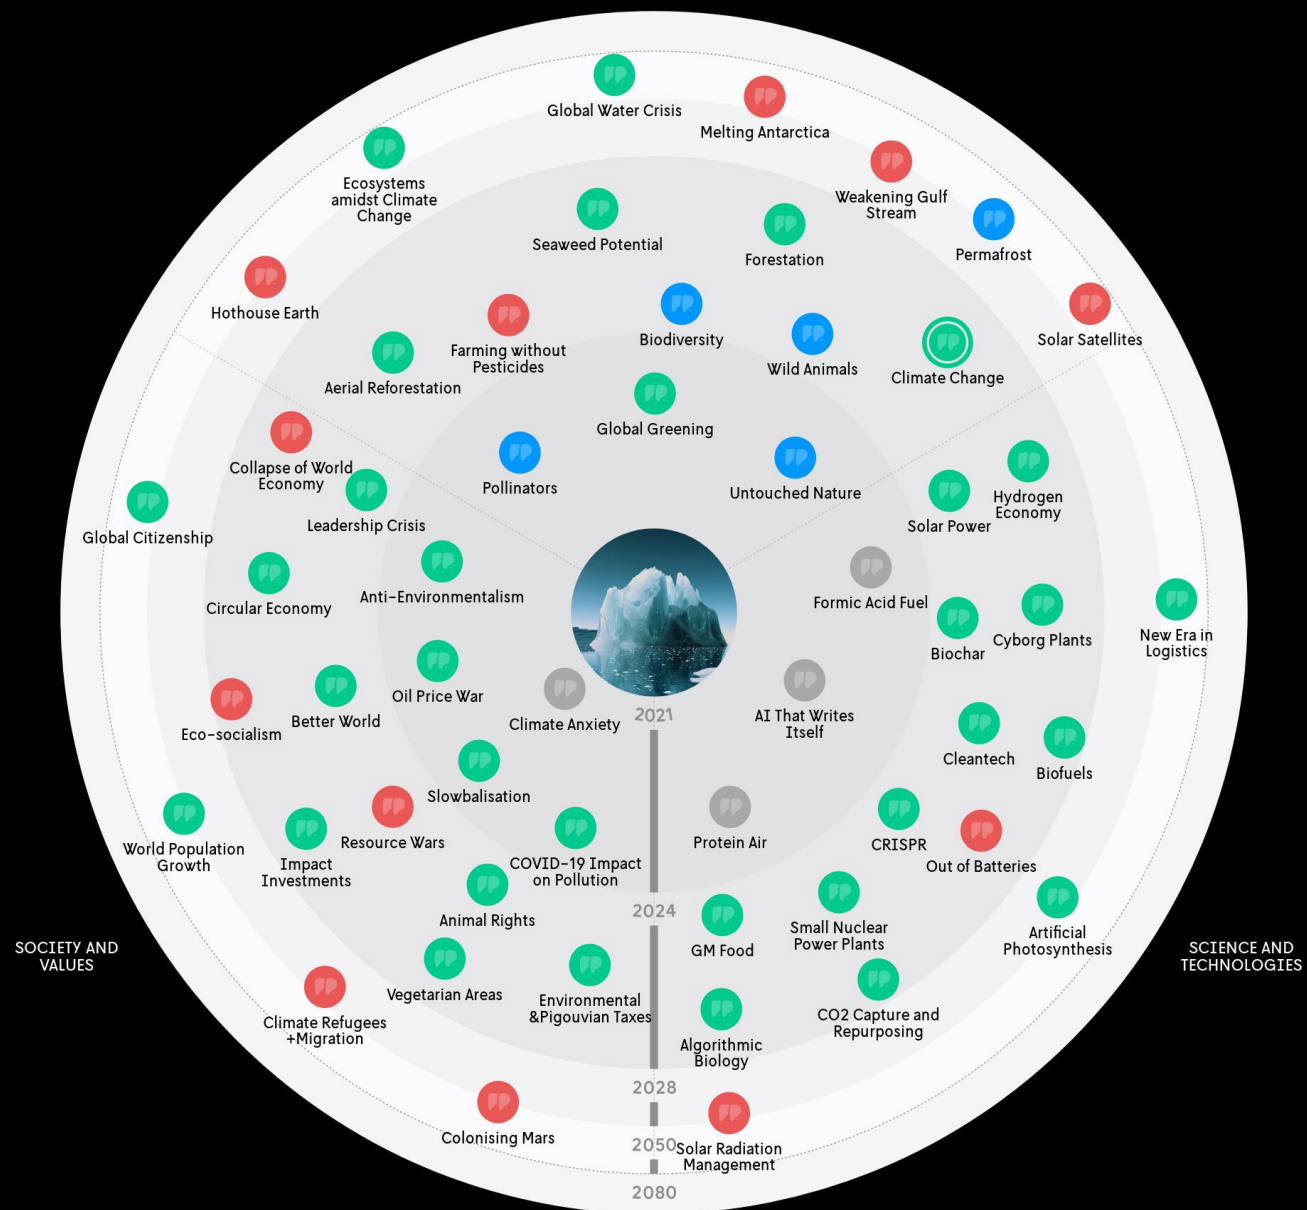 Global Water Crisis
Melting Antarctica
Ecosystems
amidst Climate
Change
Weakening Gulf
Stream
Permafrost
Seaweed Potential
Forestation
Hothouse Earth
Solar Satellites
Biodiversity
Farming without
Pesticides
Wild Animals
Climate Change
Aerial Reforestation
Global Greening
Collapse of World
Economy
Pollinators
Untouched Nature
Hydrogen
Economy
Leadership Crisis
Solar Power
Global Citizenship
Circular Economy
Anti-Environmentalism
Formic Acid Fuel
Biochar
Cyborg Plants
New Era in
Logistics
Oil Price War
Better World
Eco-socialism
Climate Anxiety
2021
AI That Writes
Itself
Cleantech
Biofuels
Slowbalisation
World Population
Growth
Impact
Investments
Resource Wars
COVID-19 Impact
on Pollution
Protein Air
CRISPR
Out of Batteries
Animal Rights
2024
GM Food
Small Nuclear
Power Plants
Artificial
Photosynthesis
SOCIETY AND
VALUES
SCIENCE AND
TECHNOLOGIES
Vegetarian Areas
Environmental
&Pigouvian Taxes
Climate Refugees
+Migration
CO2 Capture and
Repurposing
Algorithmic
Biology
2028
Colonising Mars
2050
Solar Radiation
Management
2080